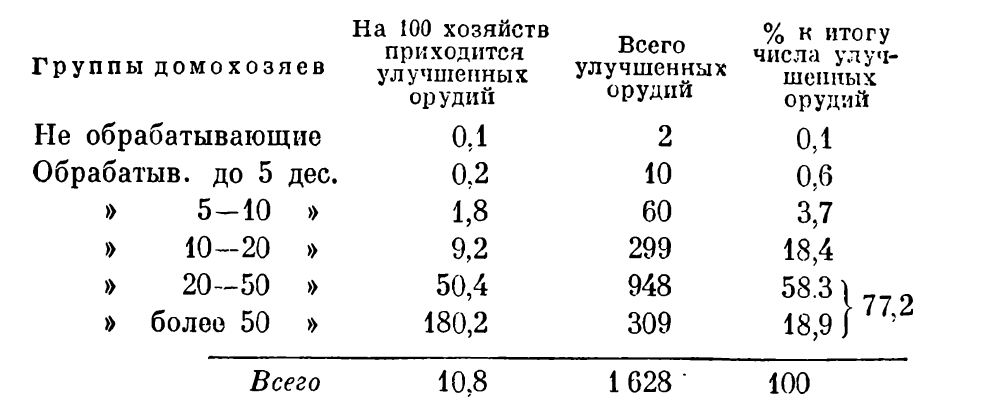 Группы домохозяев На 100 хозяйств приходится улучшенных орудий Всего улучшенных орудий % к итогу числа улуч-шенных орудий
Не обрабатывающие 0,1 2 0,1
Обрабатыв. до 5 дес. 0,2 10 0,6
» 5—10 » 1,8 60 3,7
» 10—20 » 9,2 299 18,4
» 20—50 » 50,4 948 58.3
» более 50 » 180,2 309 18,9 } 77,2
Всего 10,8 1 628 100